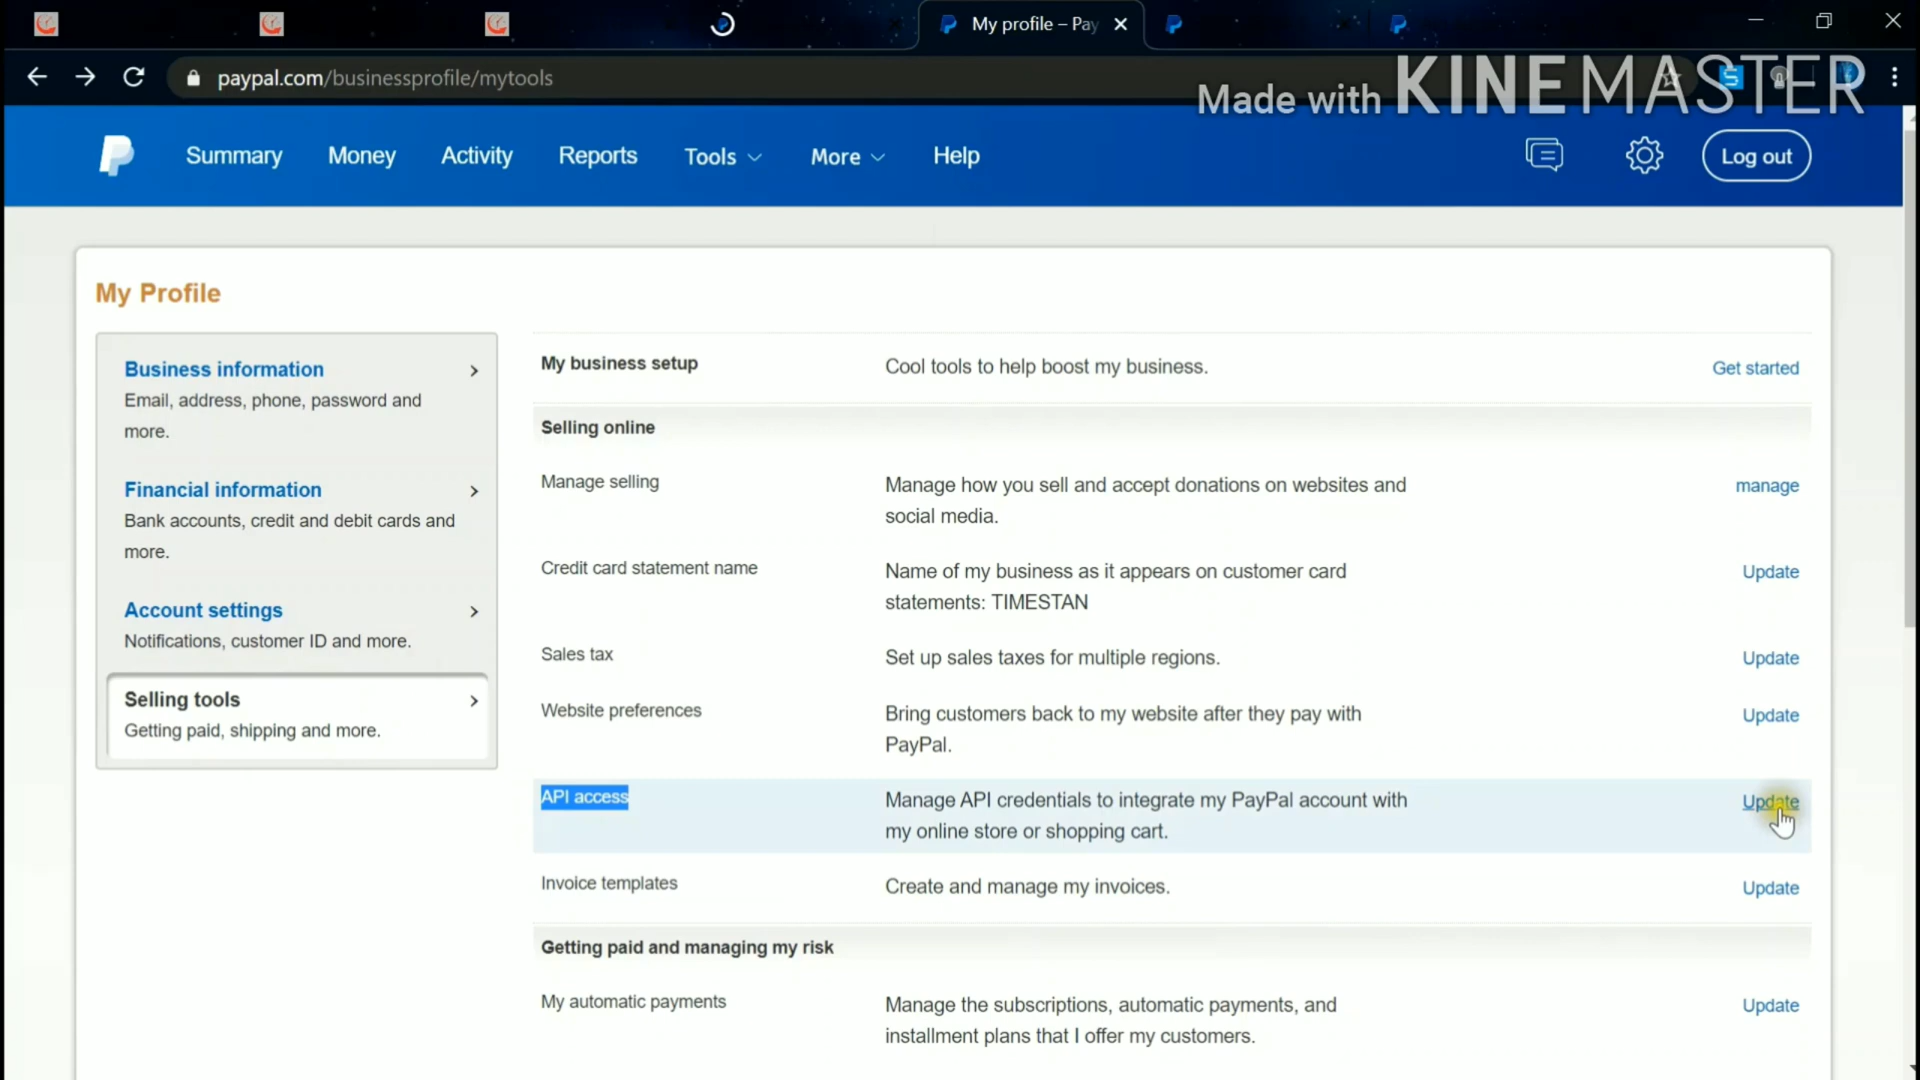 My profile – Pay
paypal.com/businessprofile/mytools
Made with KINEMASTER
Summary Money Activity Reports Tools More Help Log out
My Profile
Business information
Email, address, phone, password and
more.
Financial information
Bank accounts, credit and debit cards and
more.
Account settings
Notifications, customer ID and more.
Selling tools
Getting paid, shipping and more.
My business setup Cool tools to help boost my business. Get started
Selling online
Manage selling Manage how you sell and accept donations on websites and manage
social media.
Credit card statement name Name of my business as it appears on customer card Update
statements: TIMESTAN
Sales tax Set up sales taxes for multiple regions. Update
Website preferences Bring customers back to my website after they pay with Update
PayPal.
API access Manage API credentials to integrate my PayPal account with Update
my online store or shopping cart.
Invoice templates Create and manage my invoices. Update
Getting paid and managing my risk
My automatic payments Manage the subscriptions, automatic payments, and Update
installment plans that I offer my customers.